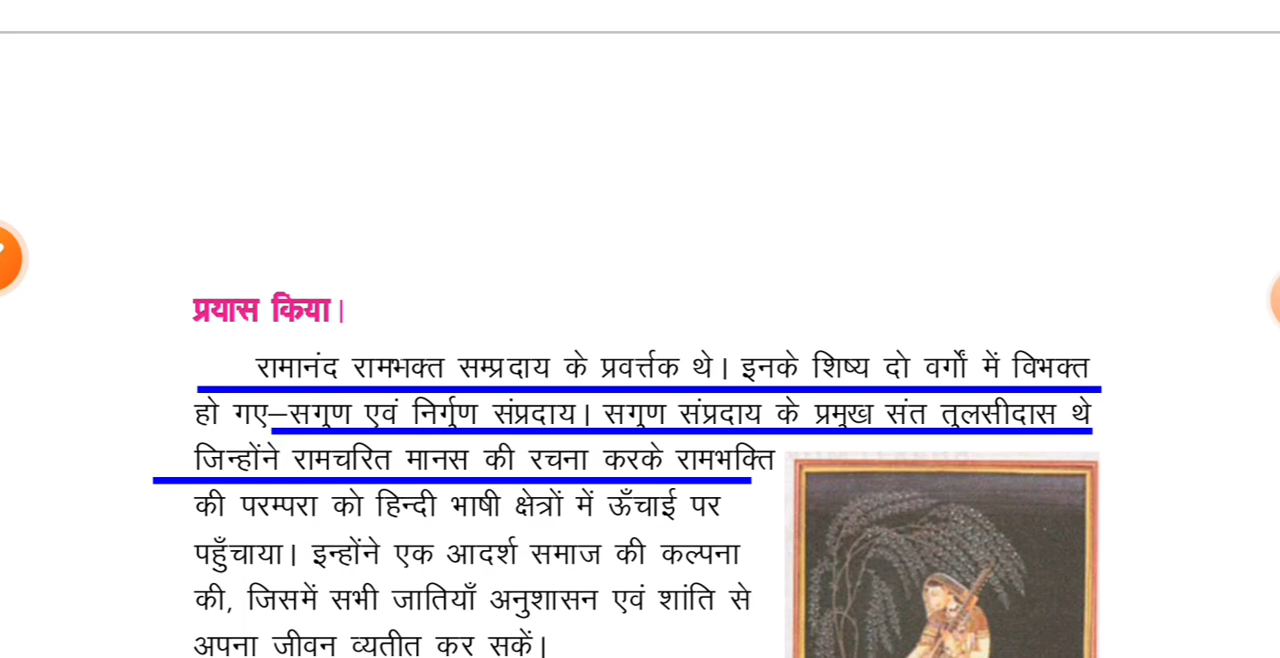 प्रयास किया।
रामानंद रामभक्त सम्प्रदाय के प्रवर्त्तक थे। इनके शिष्य दो वर्गों में विभक्त
हो गए–सगुण एवं निर्गुण संप्रदाय। सगुण संप्रदाय के प्रमुख संत तुलसीदास थे
जिन्होंने रामचरित मानस की रचना करके रामभक्ति
की परम्परा को हिन्दी भाषी क्षेत्रों में ऊँचाई पर
पहुँचाया। इन्होंने एक आदर्श समाज की कल्पना
की, जिसमें सभी जातियाँ अनुशासन एवं शांति से
अपना जीवन व्यतीत कर सकें।